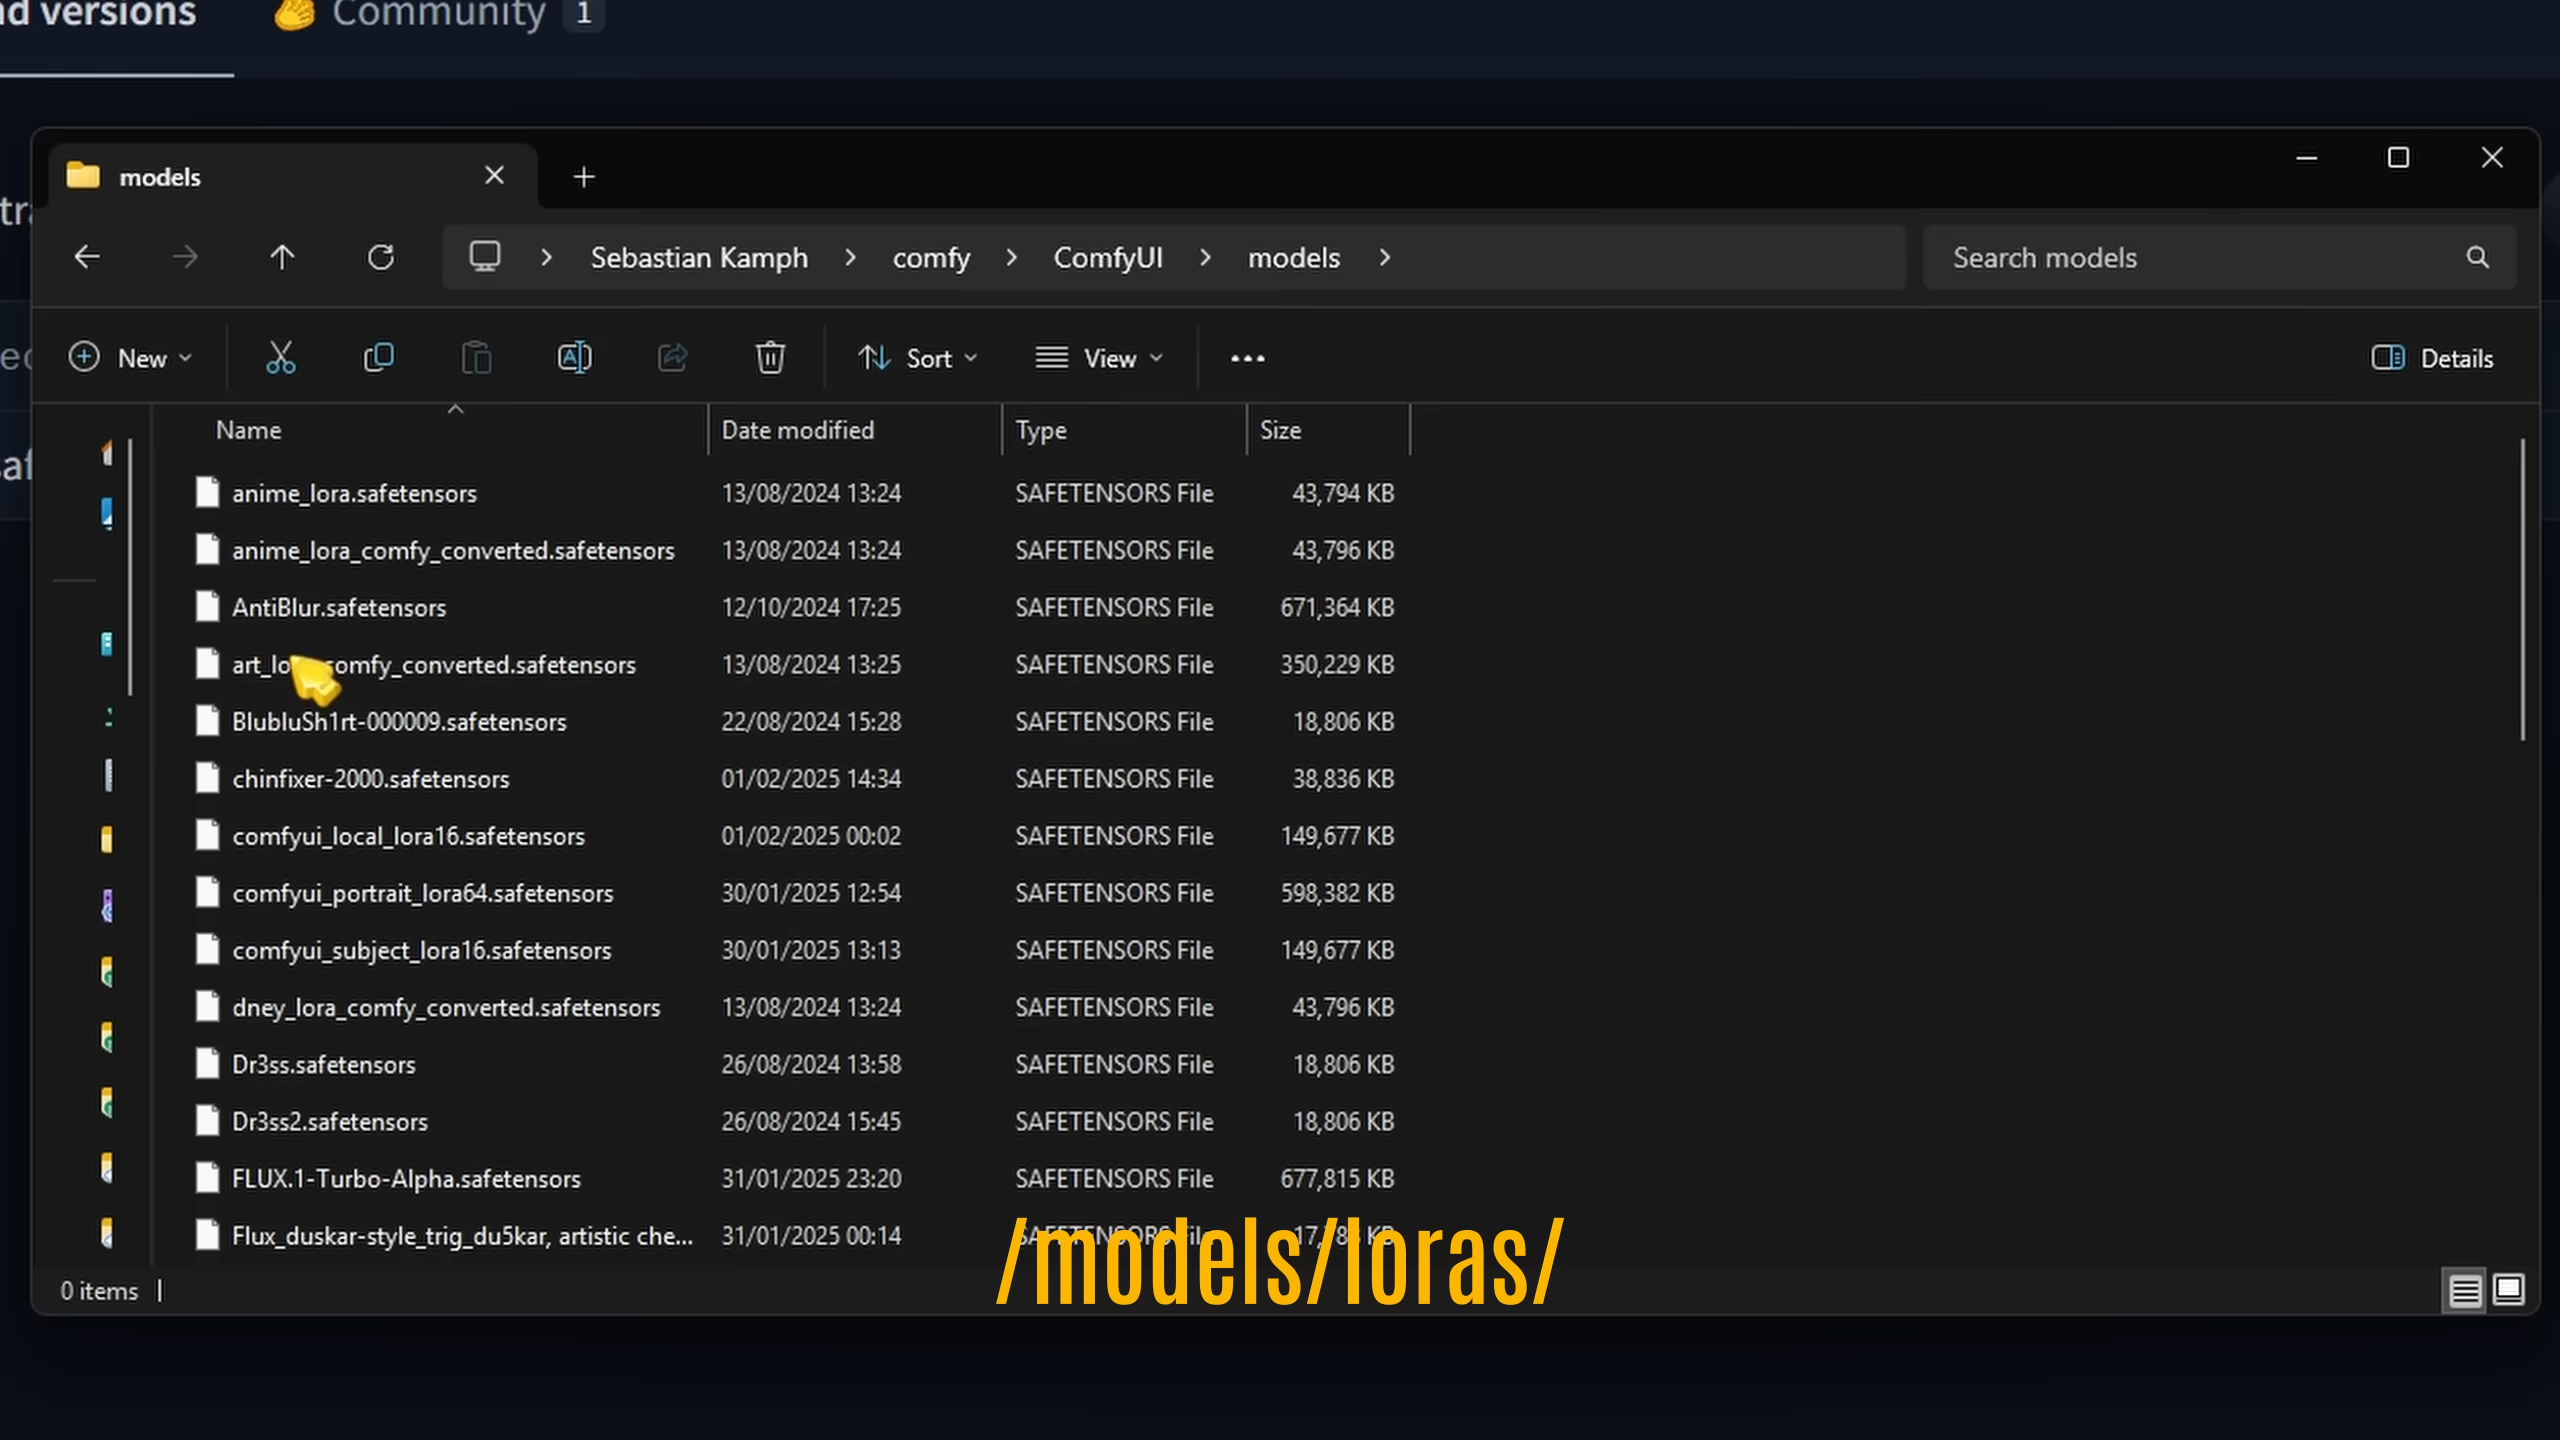 nd versions Community 1
models
Sebastian Kamph comfy ComfyUI models Search models
New Sort View Details
Name Date modified Type Size
anime_lora.safetensors 13/08/2024 13:24 SAFETENSORS File 43,794 KB
anime_lora_comfy_converted.safetensors 13/08/2024 13:24 SAFETENSORS File 43,796 KB
AntiBlur.safetensors 12/10/2024 17:25 SAFETENSORS File 671,364 KB
art_lo comfy_converted.safetensors 13/08/2024 13:25 SAFETENSORS File 350,229 KB
BlubluSh1rt-000009.safetensors 22/08/2024 15:28 SAFETENSORS File 18,806 KB
chinfixer-2000.safetensors 01/02/2025 14:34 SAFETENSORS File 38,836 KB
comfyui_local_lora16.safetensors 01/02/2025 00:02 SAFETENSORS File 149,677 KB
comfyui_portrait_lora64.safetensors 30/01/2025 12:54 SAFETENSORS File 598,382 KB
comfyui_subject_lora16.safetensors 30/01/2025 13:13 SAFETENSORS File 149,677 KB
dney_lora_comfy_converted.safetensors 13/08/2024 13:24 SAFETENSORS File 43,796 KB
Dr3ss.safetensors 26/08/2024 13:58 SAFETENSORS File 18,806 KB
Dr3ss2.safetensors 26/08/2024 15:45 SAFETENSORS File 18,806 KB
FLUX.1-Turbo-Alpha.safetensors 31/01/2025 23:20 SAFETENSORS File 677,815 KB
Flux_duskar-style_trig_du5kar, artistic che... 31/01/2025 00:14 SAFETENSORS File KB
/models/loras/
0 items